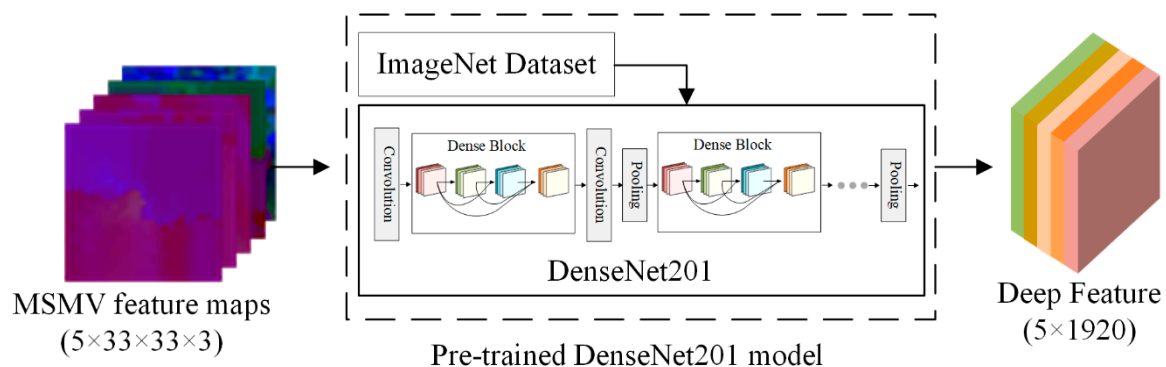 ImageNet Dataset
Convolution
Dense Block
Convolution
Pooling
Dense Block
Pooling
DenseNet201
MSMV feature maps
(5×33×33×3)
Pre-trained DenseNet201 model
Deep Feature
(5×1920)